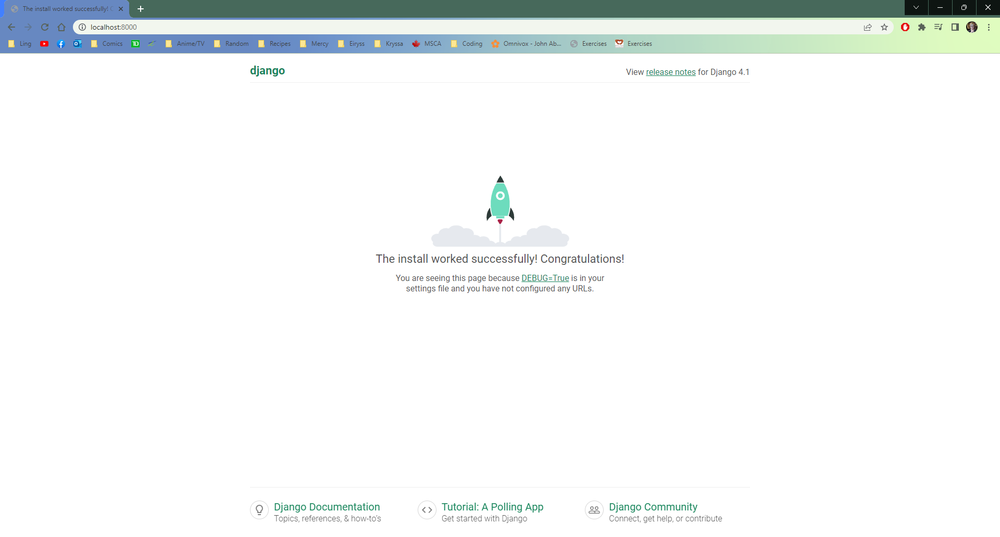 The install worked successfully! C
localhost:8000
Ling
Comics
TD
Anime/TV
Random
Recipes
Mercy
Eiryss
Kryssa
MSCA
Coding
Omnivox - John Ab...
Exercises
Exercises
django
View release notes for Django 4.1
The install worked successfully! Congratulations!
You are seeing this page because DEBUG=True is in your
settings file and you have not configured any URLs.
Django Documentation
Topics, references, & how-to’s
Tutorial: A Polling App
Get started with Django
Django Community
Connect, get help, or contribute